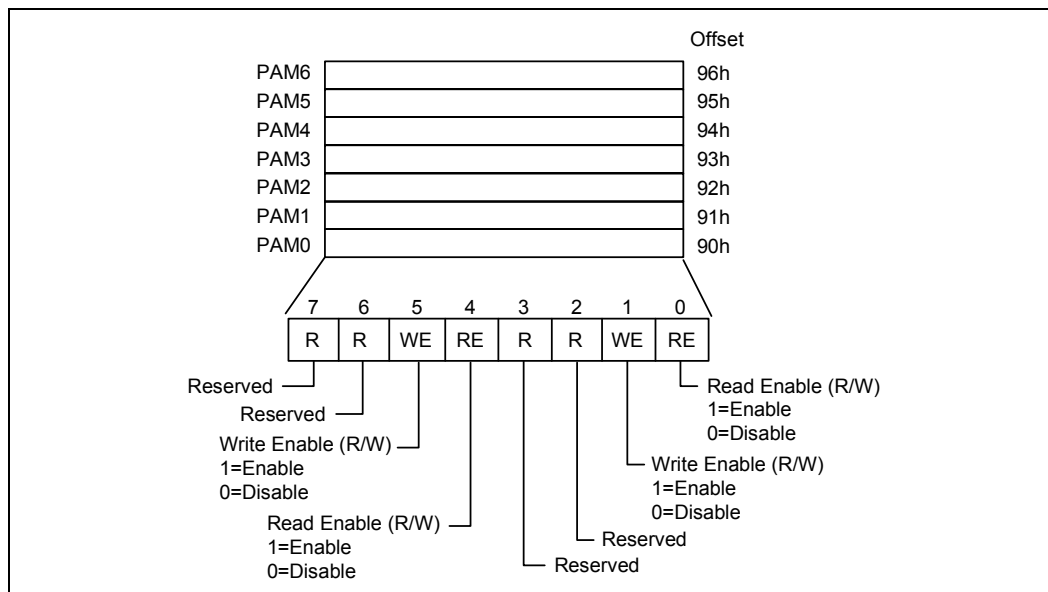 Offset
PAM6 96h
PAM5 95h
PAM4 94h
PAM3 93h
PAM2 92h
PAM1 91h
PAM0 90h
7 6 5 4 3 2 1 0
R R WE RE R R WE RE
Reserved
Reserved
Write Enable (R/W)
1=Enable
0=Disable
Read Enable (R/W)
1=Enable
0=Disable
Reserved
Reserved
Write Enable (R/W)
1=Enable
0=Disable
Read Enable (R/W)
1=Enable
0=Disable